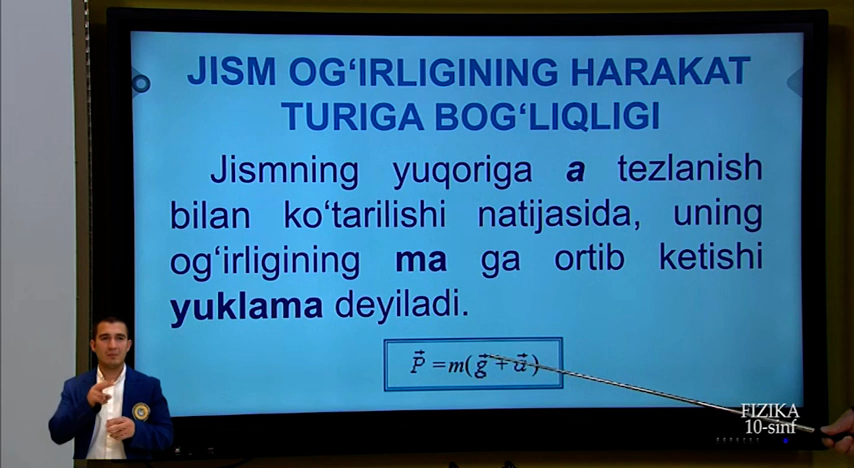 JISM OG‘IRLIGINING HARAKAT
TURIGA BOG‘LIQLIGI
Jismning yuqoriga a tezlanish
bilan ko‘tarilishi natijasida, uning
og‘irligining ma ga ortib ketishi
yuklama deyiladi.
P⃗ = m(g⃗ + a⃗)
FIZIKA
10-sinf